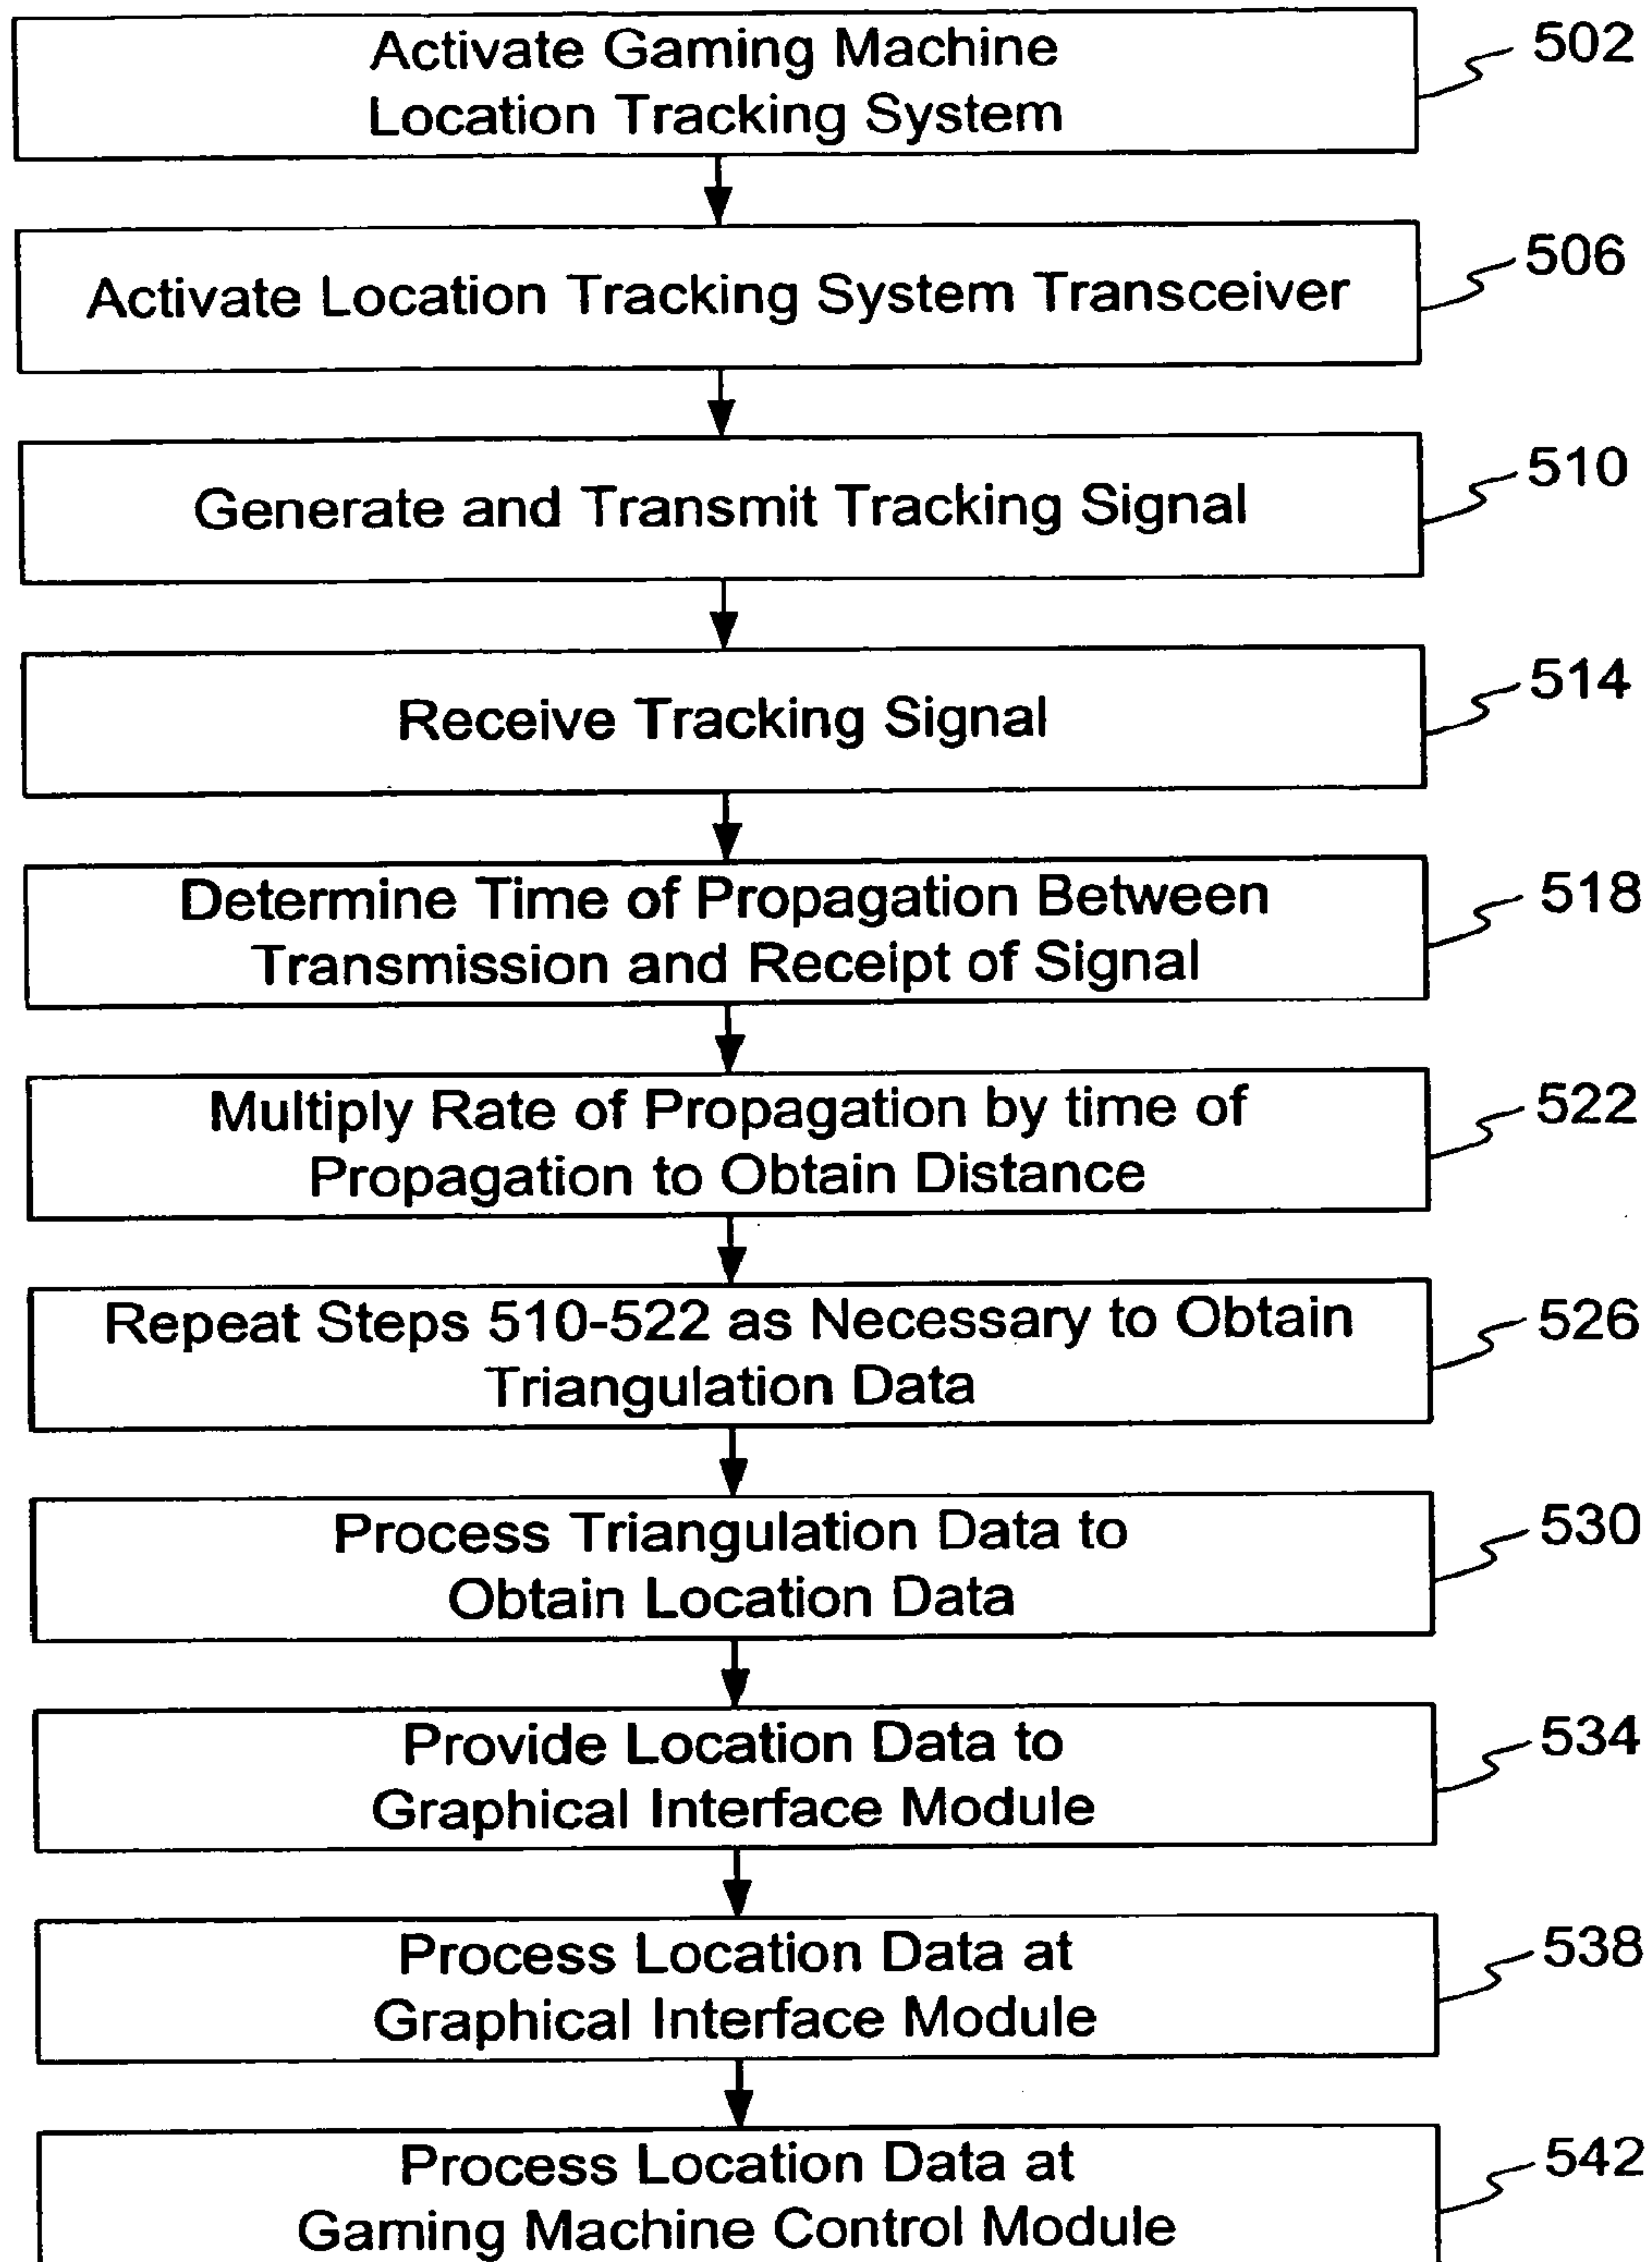 Activate Gaming Machine
Location Tracking System
502
Activate Location Tracking System Transceiver
506
Generate and Transmit Tracking Signal
510
Receive Tracking Signal
514
Determine Time of Propagation Between
Transmission and Receipt of Signal
518
Multiply Rate of Propagation by time of
Propagation to Obtain Distance
522
Repeat Steps 510-522 as Necessary to Obtain
Triangulation Data
526
Process Triangulation Data to
Obtain Location Data
530
Provide Location Data to
Graphical Interface Module
534
Process Location Data at
Graphical Interface Module
538
Process Location Data at
Gaming Machine Control Module
542